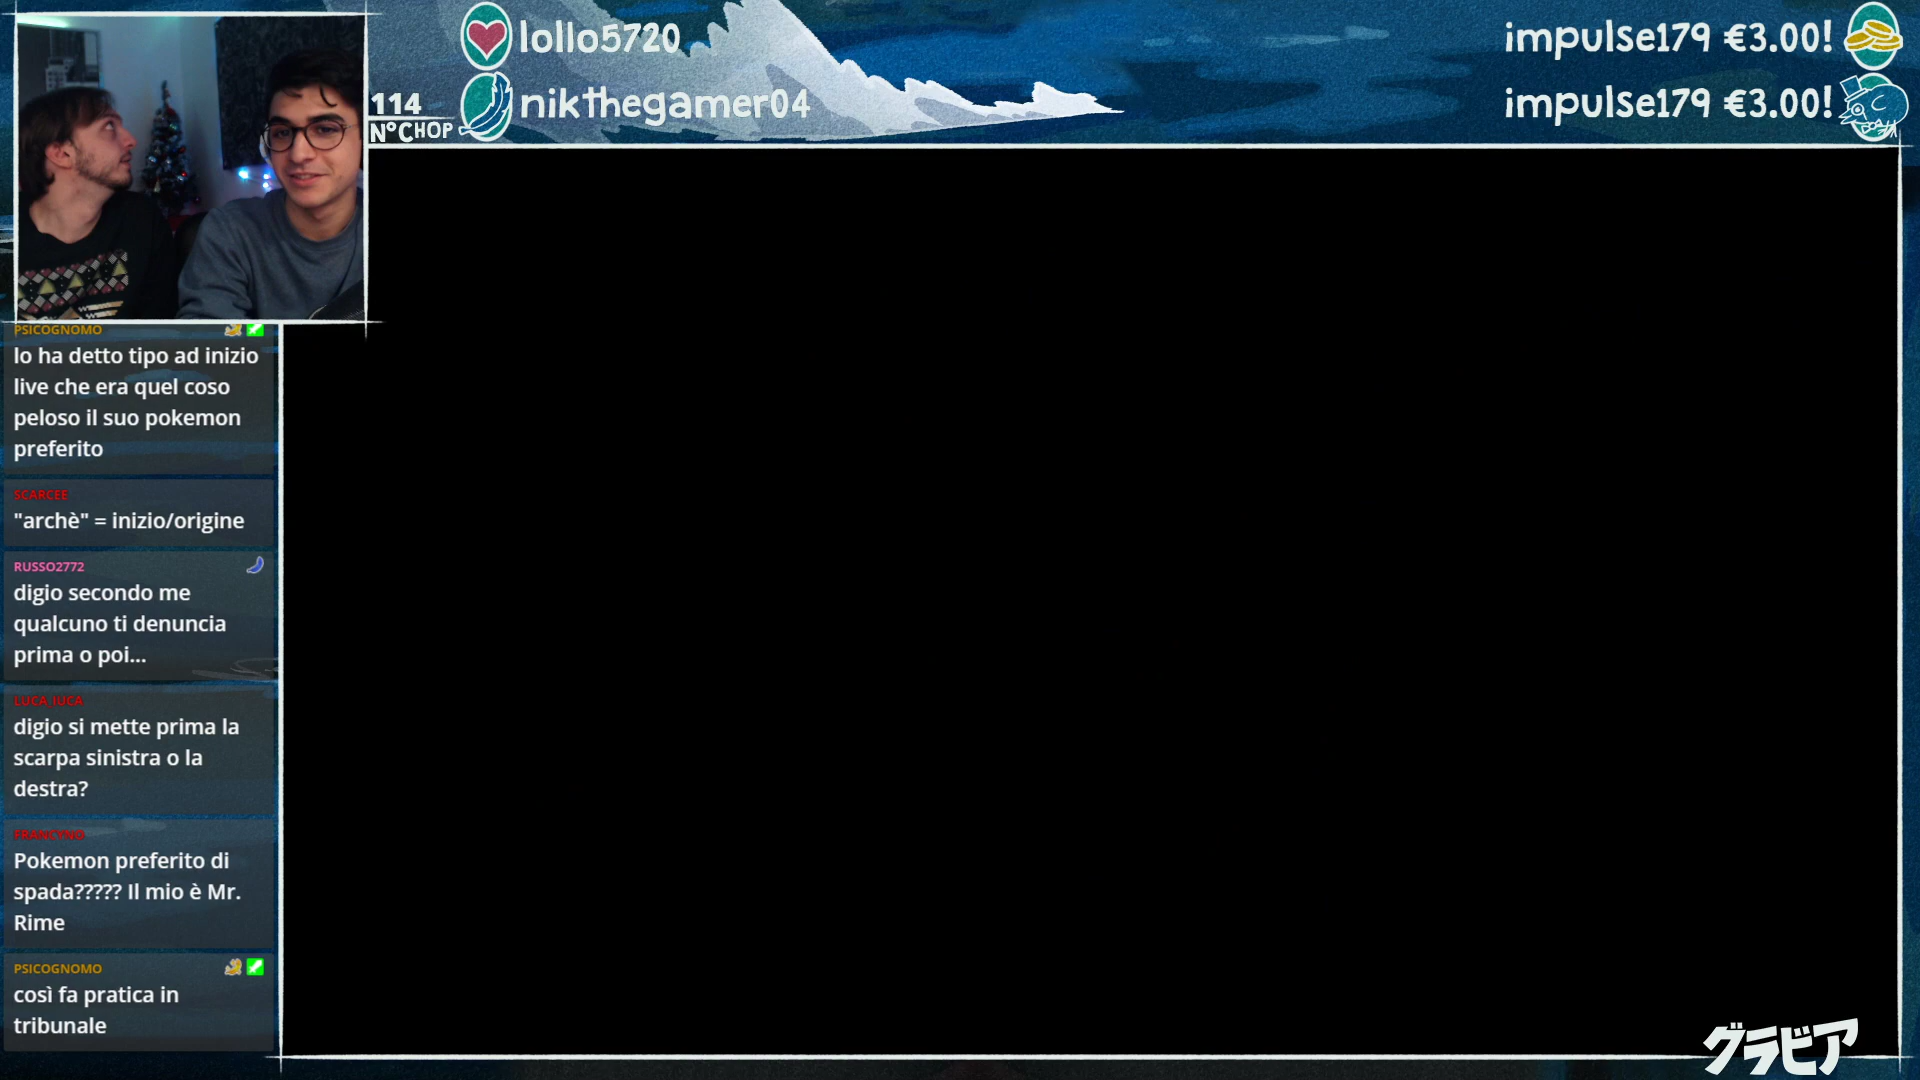 lollo5720
nikthegamer04
114
N°CHOP
impulse179 €3.00!
impulse179 €3.00!
PSICOGNOMO
lo ha detto tipo ad inizio
live che era quel coso
peloso il suo pokemon
preferito
SCARCEE
"archè" = inizio/origine
RUSSO2772
digio secondo me
qualcuno ti denuncia
prima o poi...
LUCA_IUCA
digio si mette prima la
scarpa sinistra o la
destra?
FRANCYNO
Pokemon preferito di
spada????? Il mio è Mr.
Rime
PSICOGNOMO
così fa pratica in
tribunale
グラビア